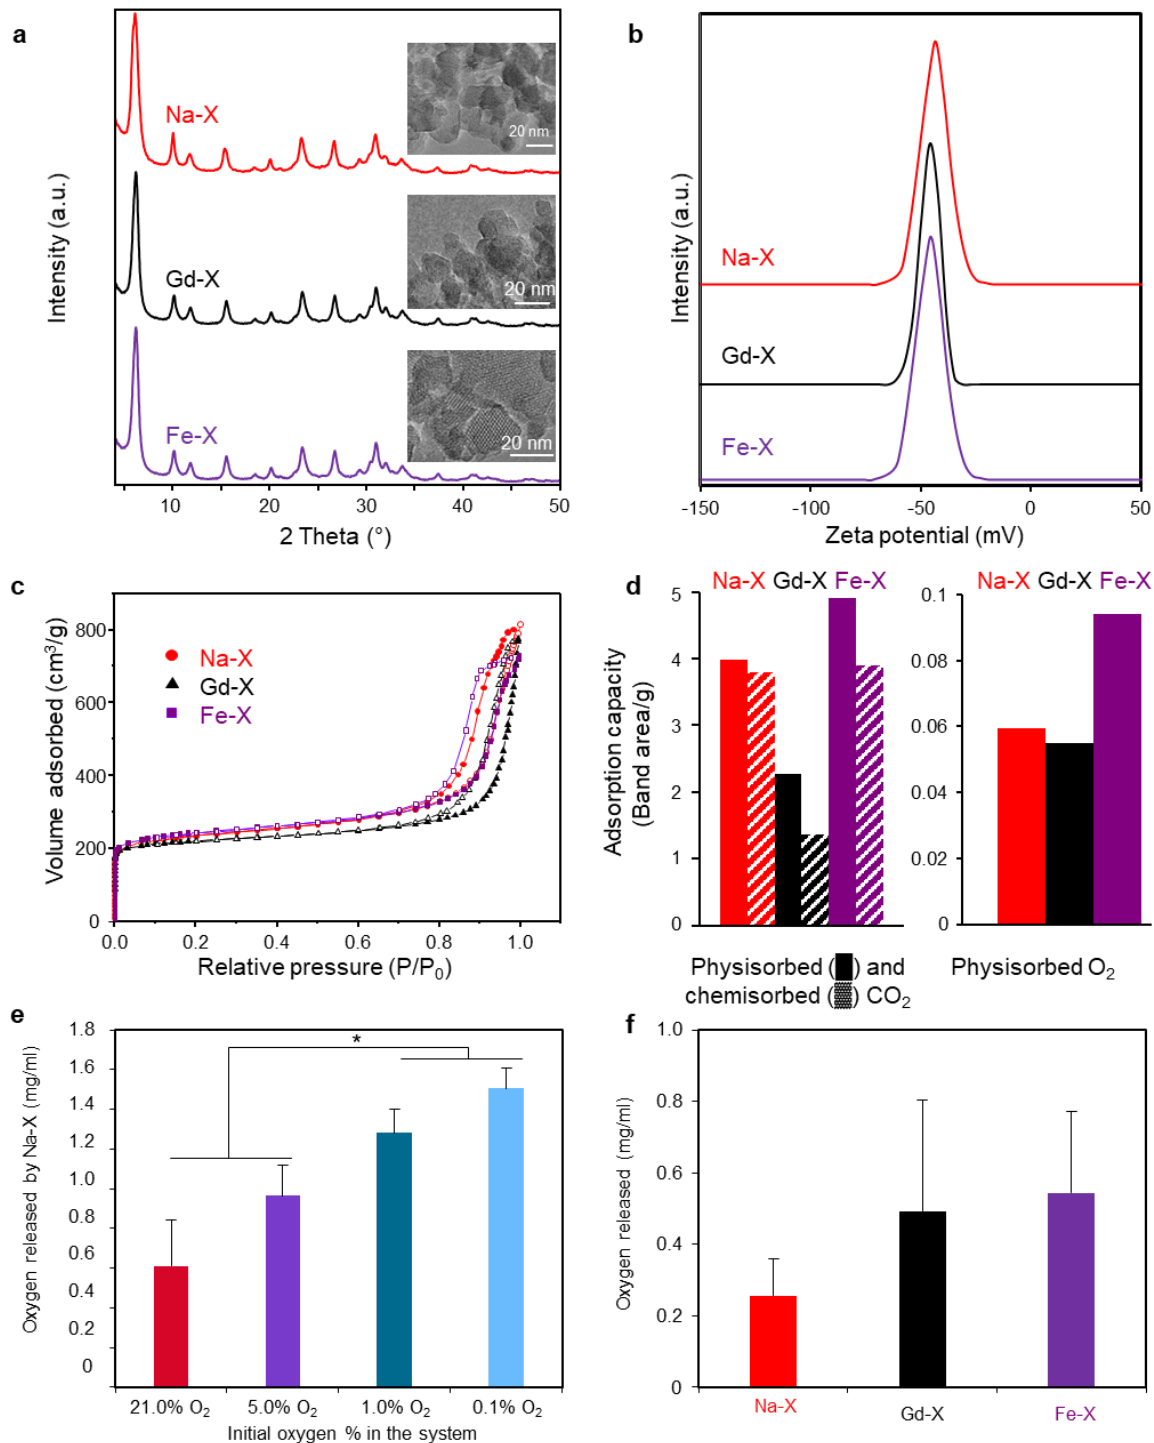 a
Intensity (a.u.)
Na-X
20 nm
Gd-X
20 nm
Fe-X
20 nm
10 20 30 40 50
2 Theta (°)
b
Intensity (a.u.)
Na-X
Gd-X
Fe-X
-150 -100 -50 0 50
Zeta potential (mV)
c
Volume adsorbed (cm³/g)
800
600
400
200
0
Na-X
Gd-X
Fe-X
0.0 0.2 0.4 0.6 0.8 1.0
Relative pressure (P/P₀)
d
Adsorption capacity
(Band area/g)
Na-X Gd-X Fe-X
5
4
3
2
1
0
Physisorbed ( ) and
chemisorbed ( ) CO₂
Na-X Gd-X Fe-X
0.1
0.08
0.06
0.04
0.02
0
Physisorbed O₂
e
Oxygen released by Na-X (mg/ml)
1.8
1.6
1.4
1.2
1.0
0.8
0.6
0.4
0.2
0
*
21.0% O₂ 5.0% O₂ 1.0% O₂ 0.1% O₂
Initial oxygen % in the system
f
Oxygen released (mg/ml)
1.0
0.8
0.6
0.4
0.2
0
Na-X Gd-X Fe-X